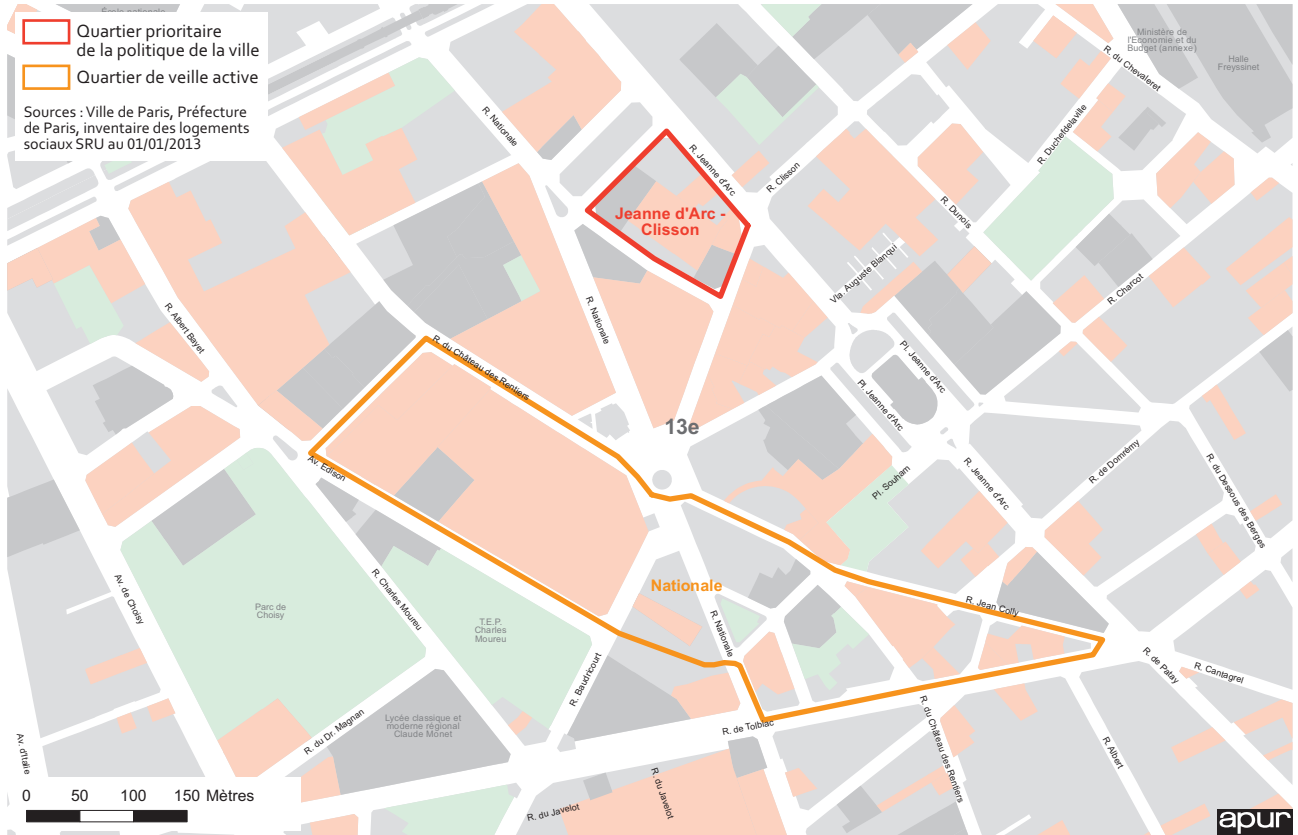 École nationale
Quartier prioritaire
de la politique de la ville
Quartier de veille active
Sources : Ville de Paris, Préfecture
de Paris, inventaire des logements
sociaux SRU au 01/01/2013
Ministère de
l'Economie et du
Budget (annexe)
Halle
Freyssinet
R. du Chevaleret
R. Nationale
R. Jeanne d'Arc
R. Clisson
R. Duchefdelaville
R. Dunois
Jeanne d'Arc -
Clisson
Vla. Auguste Blanqui
R. Charcot
R. Albert Bayet
R. Nationale
R. du Château des Rentiers
Pl. Jeanne d'Arc
Pl. Jeanne d'Arc
13e
Av. Edison
Pl. Souham
R. Jeanne d'Arc
R. de Domrémy
R. du Dessous des Berges
Av. de Choisy
Parc de
Choisy
R. Charles Moureu
T.E.P.
Charles
Moureu
Nationale
R. Nationale
R. Jean Colly
R. Baudricourt
R. de Patay
R. Cantagrel
R. du Dr. Magnan
Lycée classique et
moderne régional
Claude Monet
R. de Tolbiac
R. du Château des Rentiers
R. Albert
Av. d'Italie
R. du Javelot
R. du Javelot
0 50 100 150 Mètres
apur